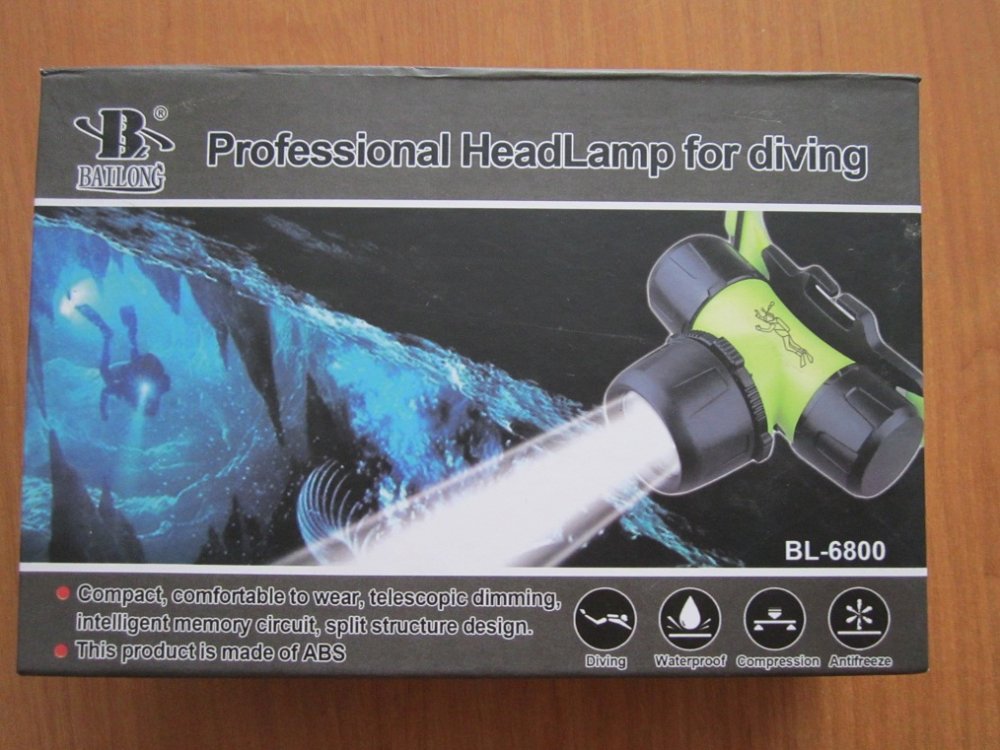 B ®
BAILONG
Professional HeadLamp for diving
BL-6800
Compact, comfortable to wear, telescopic dimming,
intelligent memory circuit, split structure design.
This product is made of ABS
Diving Waterproof Compression Antifreeze